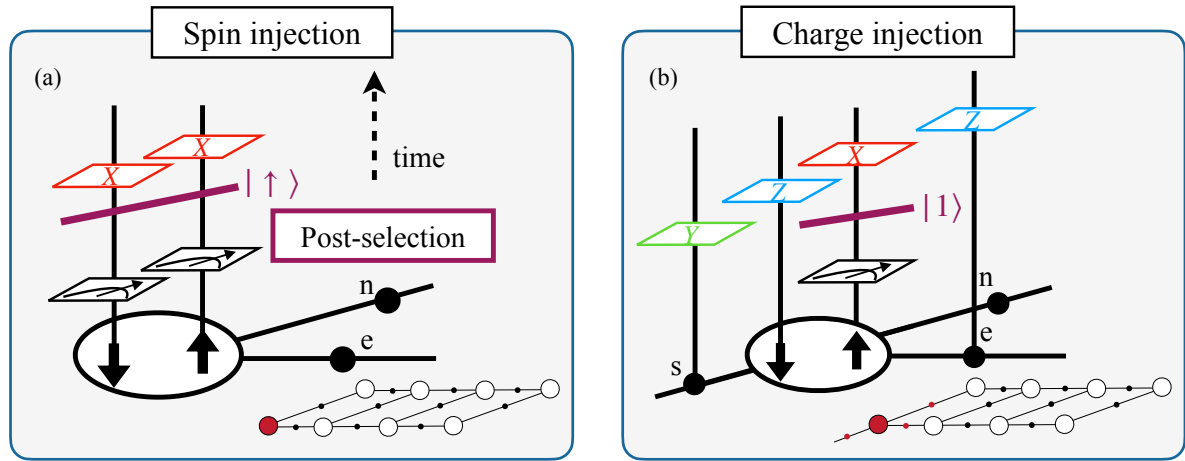 Spin injection
(a)
X
X
| ↑ ⟩
time
Post-selection
n
e
Charge injection
(b)
Z
X
Z
|1⟩
Y
n
e
s